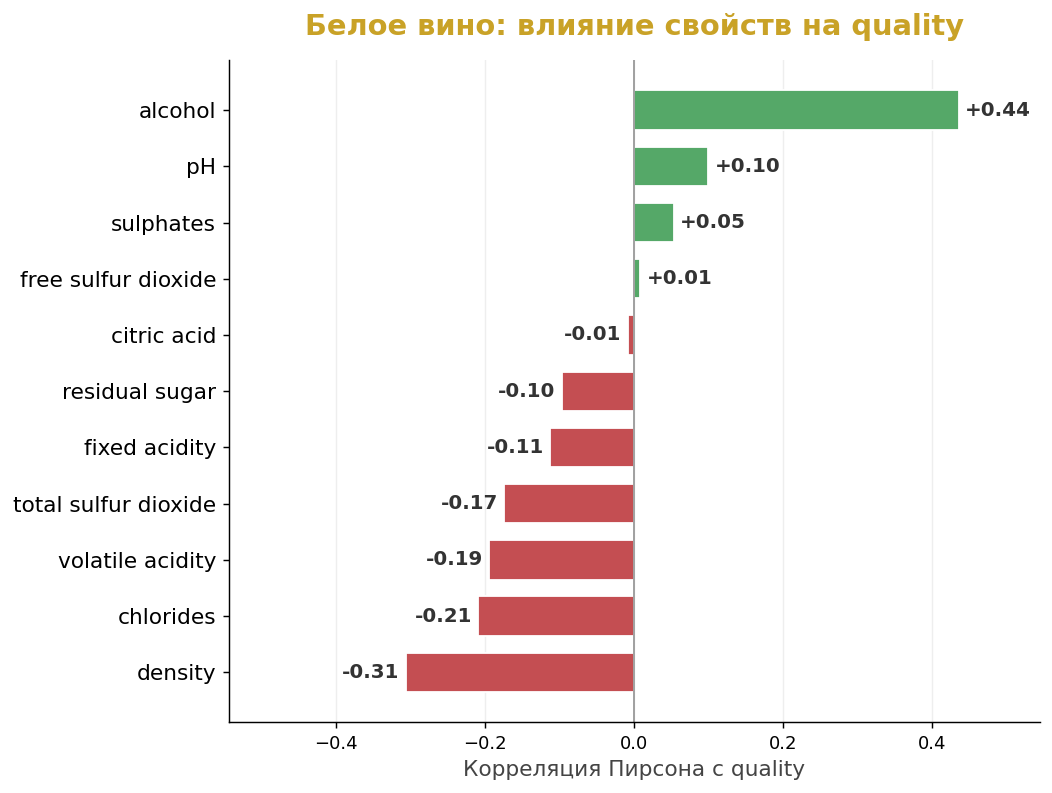 Белое вино: влияние свойств на quality
alcohol +0.44
pH +0.10
sulphates +0.05
free sulfur dioxide +0.01
citric acid -0.01
residual sugar -0.10
fixed acidity -0.11
total sulfur dioxide -0.17
volatile acidity -0.19
chlorides -0.21
density -0.31
−0.4 −0.2 0.0 0.2 0.4
Корреляция Пирсона с quality